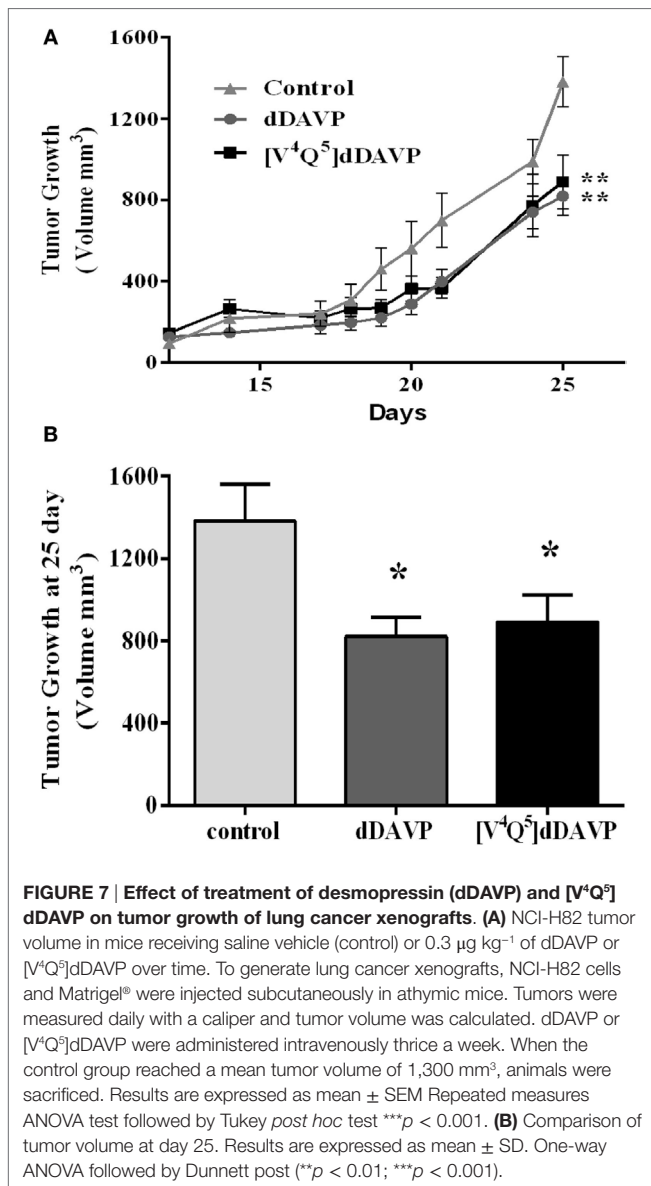 A
1600
1200
800
400
0
Tumor Growth
(Volume mm³)
Control
dDAVP
[V⁴Q⁵]dDAVP
**
**
15
20
25
Days
B
1600
1200
800
400
0
Tumor Growth at 25 day
(Volume mm³)
*
*
control
dDAVP
[V⁴Q⁵]dDAVP
FIGURE 7 | Effect of treatment of desmopressin (dDAVP) and [V⁴Q⁵]
dDAVP on tumor growth of lung cancer xenografts. (A) NCI-H82 tumor
volume in mice receiving saline vehicle (control) or 0.3 μg kg⁻¹ of dDAVP or
[V⁴Q⁵]dDAVP over time. To generate lung cancer xenografts, NCI-H82 cells
and Matrigel® were injected subcutaneously in athymic mice. Tumors were
measured daily with a caliper and tumor volume was calculated. dDAVP or
[V⁴Q⁵]dDAVP were administered intravenously thrice a week. When the
control group reached a mean tumor volume of 1,300 mm³, animals were
sacrificed. Results are expressed as mean ± SEM Repeated measures
ANOVA test followed by Tukey post hoc test ***p < 0.001. (B) Comparison of
tumor volume at day 25. Results are expressed as mean ± SD. One-way
ANOVA followed by Dunnett post (**p < 0.01; ***p < 0.001).